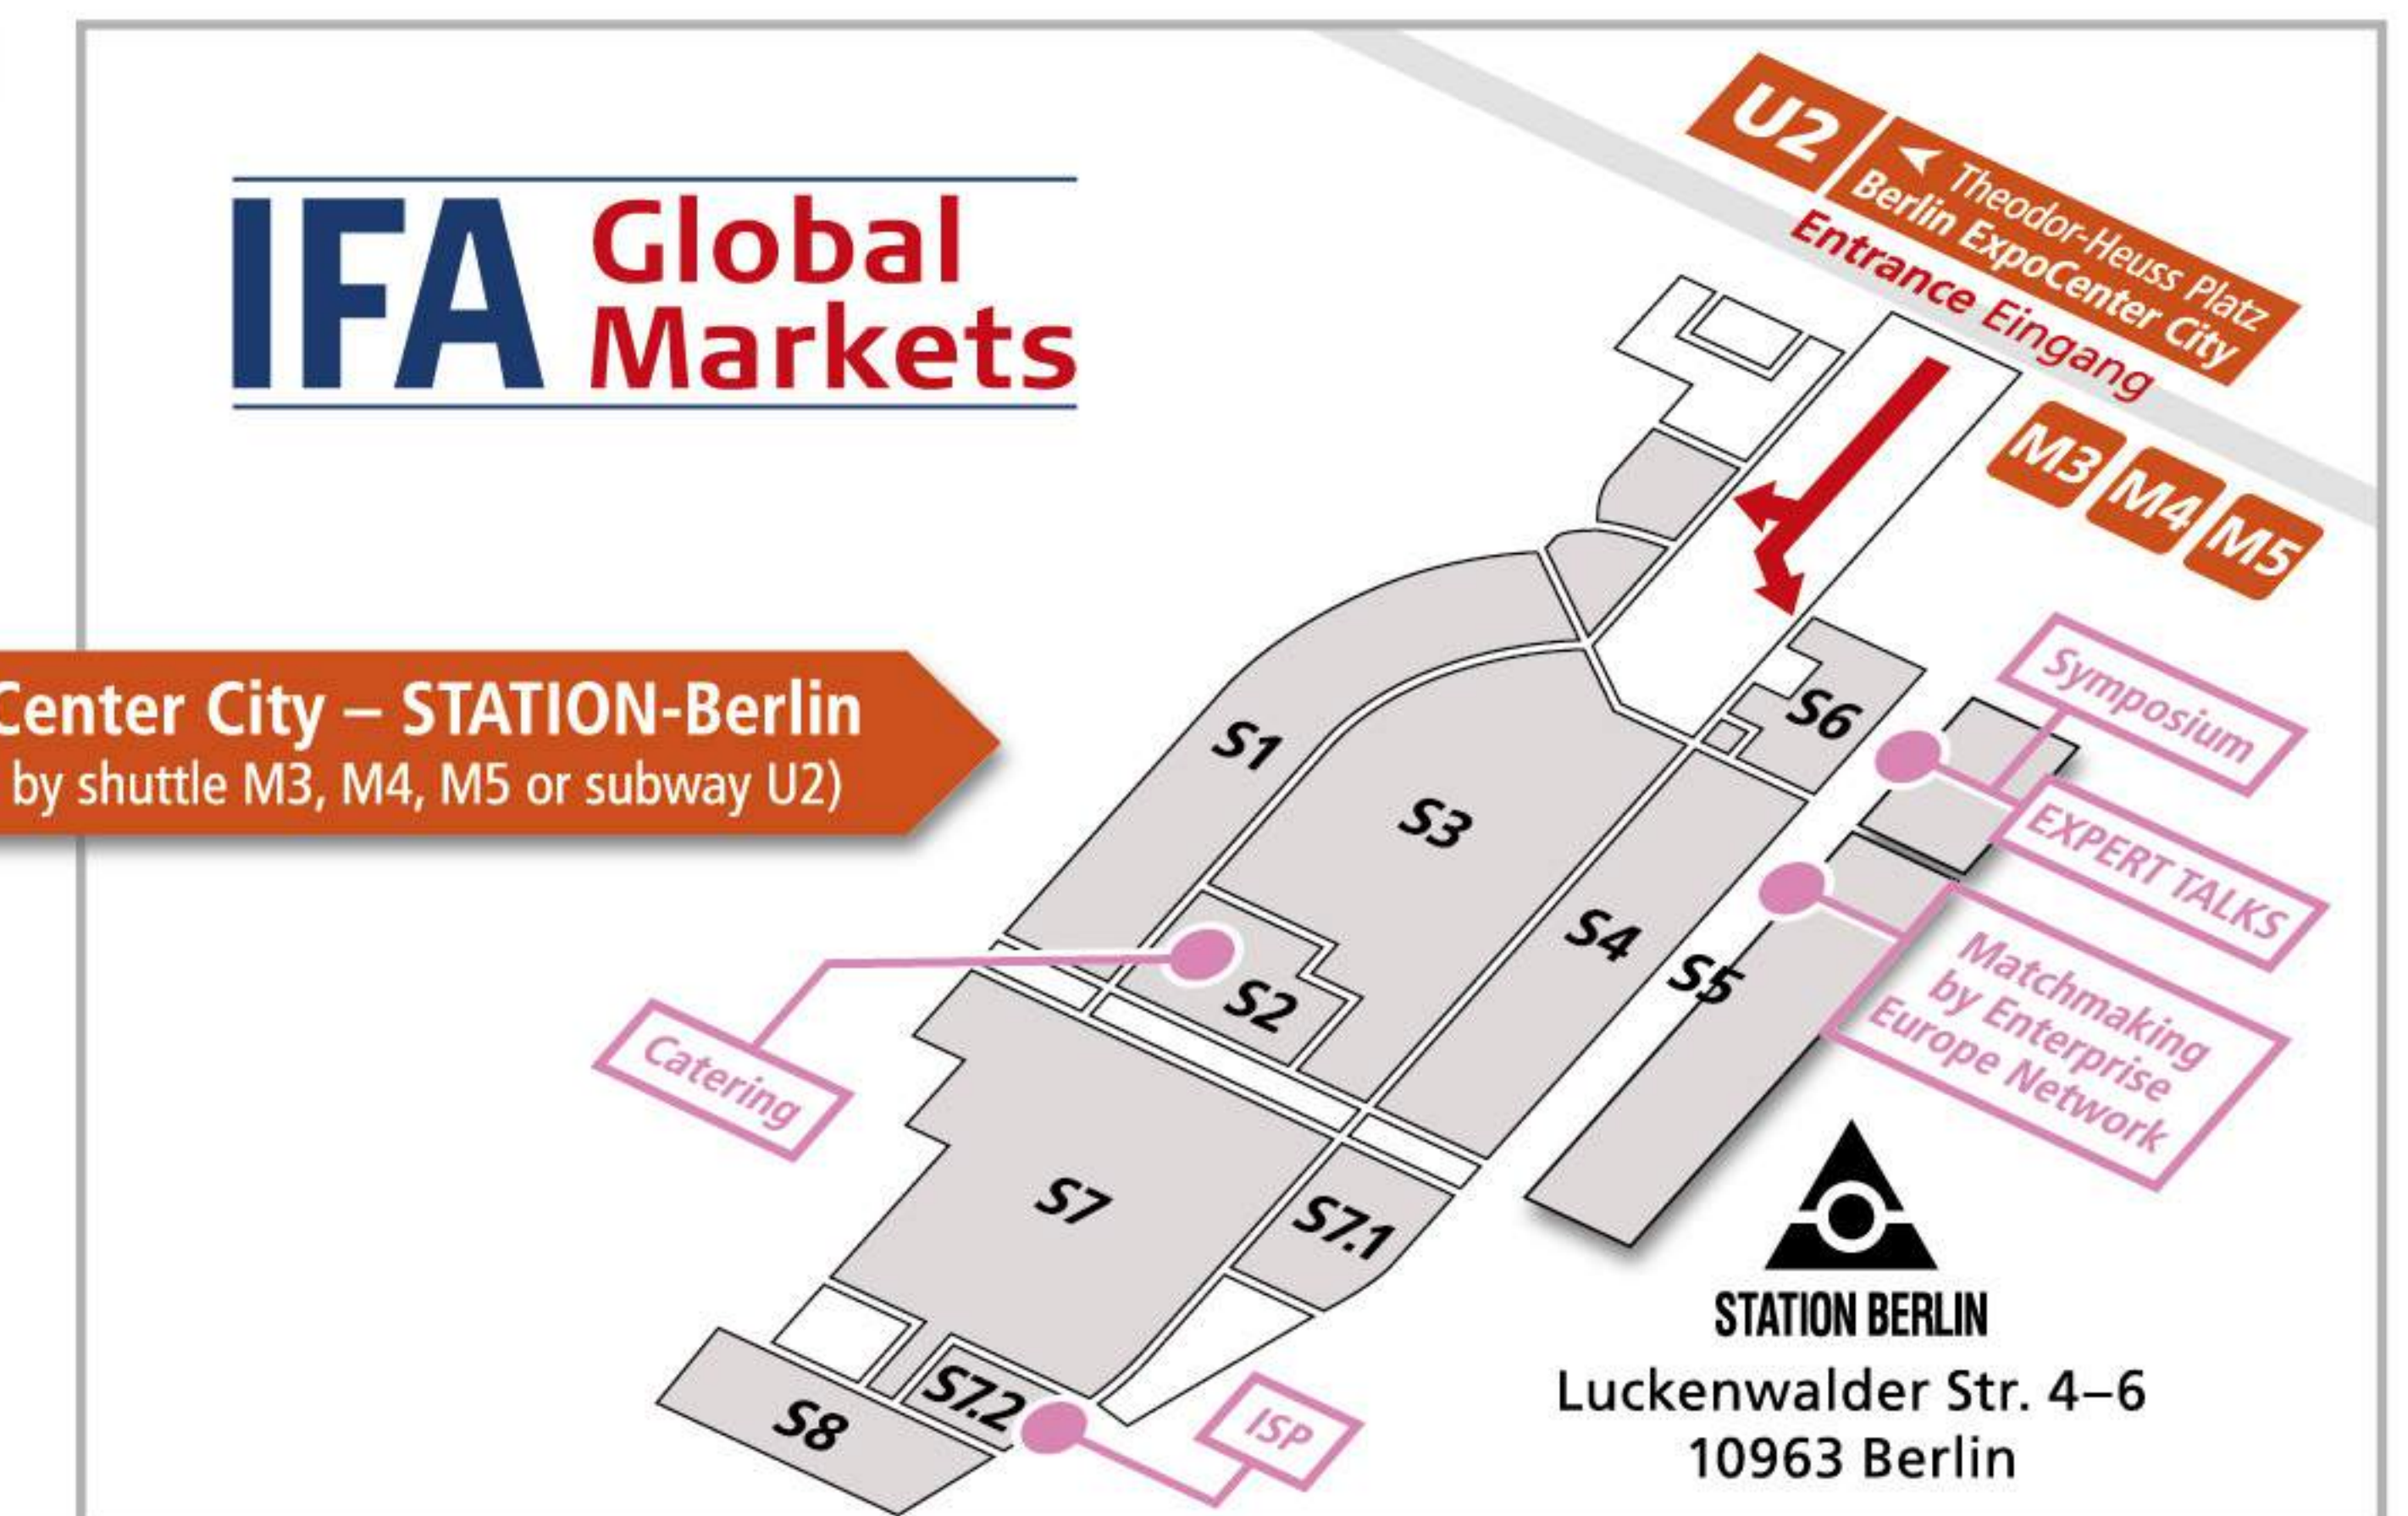 IFA Global
Markets
U2
Theodor-Heuss Platz
Berlin ExpoCenter City
Entrance Eingang
M3 M4 M5
Center City – STATION-Berlin
by shuttle M3, M4, M5 or subway U2)
Symposium
EXPERT TALKS
Matchmaking
by Enterprise
Europe Network
S6
S1
S3
S4
S5
S2
Catering
S7
S7.1
S7.2
S8
ISP
STATION BERLIN
Luckenwalder Str. 4–6
10963 Berlin